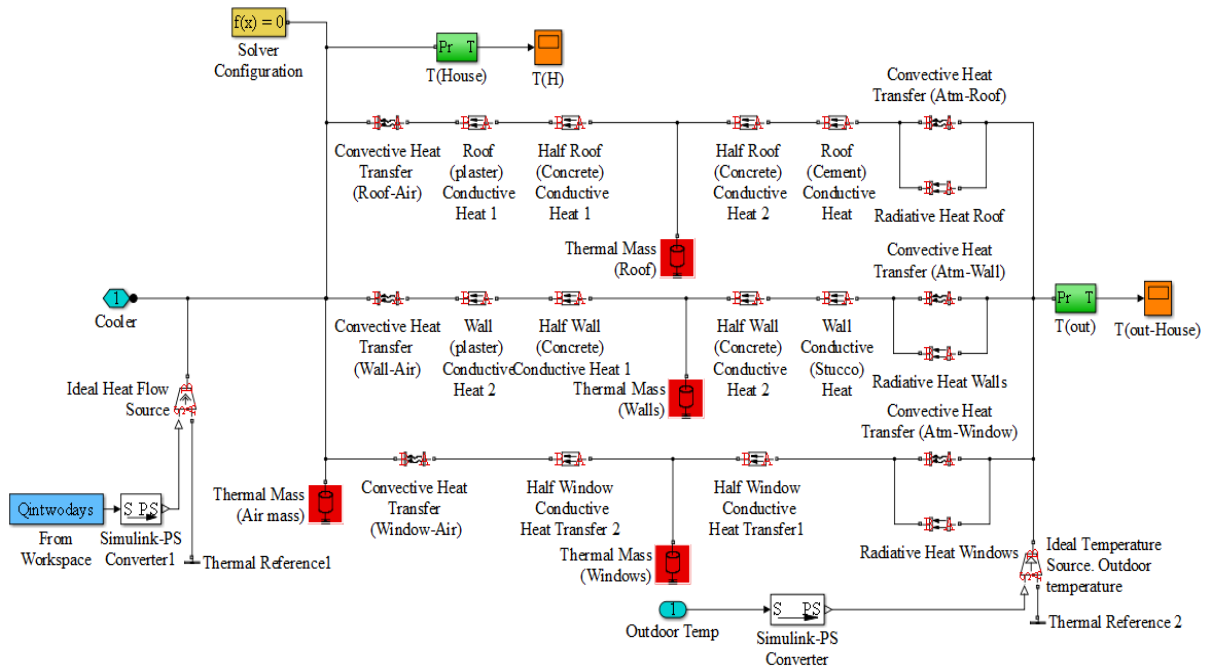 f(x) = 0
Solver
Configuration
Pr T
T(House)
T(H)
Convective Heat
Transfer (Atm-Roof)
Convective Heat
Transfer
(Roof-Air)
Roof
(plaster)
Conductive
Heat 1
Half Roof
(Concrete)
Conductive
Heat 1
Half Roof
(Concrete)
Conductive
Heat 2
Roof
(Cement)
Conductive
Heat
Radiative Heat Roof
Thermal Mass
(Roof)
Convective Heat
Transfer (Atm-Wall)
1
Cooler
Convective Heat
Transfer
(Wall-Air)
Wall
(plaster)
Conductive
Heat 2
Half Wall
(Concrete)
Conductive Heat 1
Half Wall
(Concrete)
Conductive
Heat 2
Wall
Conductive
(Stucco)
Heat
Pr T
T(out)
T(out-House)
Radiative Heat Walls
Thermal Mass
(Walls)
Ideal Heat Flow
Source
Convective Heat
Transfer (Atm-Window)
Thermal Mass
(Air mass)
Convective Heat
Transfer
(Window-Air)
Half Window
Conductive
Heat Transfer 2
Half Window
Conductive
Heat Transfer1
Radiative Heat Windows
Qintwodays
From
Workspace
S PS
Simulink-PS
Converter1
Thermal Reference1
Thermal Mass
(Windows)
Ideal Temperature
Source. Outdoor
temperature
1
Outdoor Temp
S PS
Simulink-PS
Converter
Thermal Reference 2